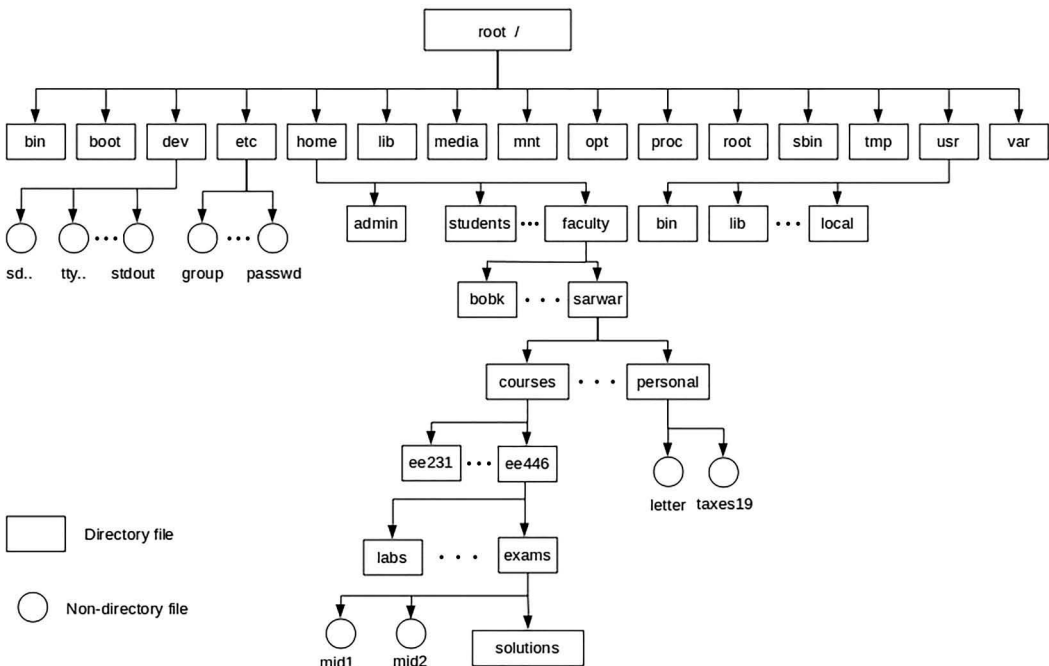 root /
bin boot dev etc home lib media mnt opt proc root sbin tmp usr var
admin students ... faculty bin lib ... local
sd.. tty.. ... stdout group ... passwd
bobk ... sarwar
courses ... personal
ee231 ... ee446
letter taxes19
Directory file
labs ... exams
Non-directory file
solutions
mid1 mid2